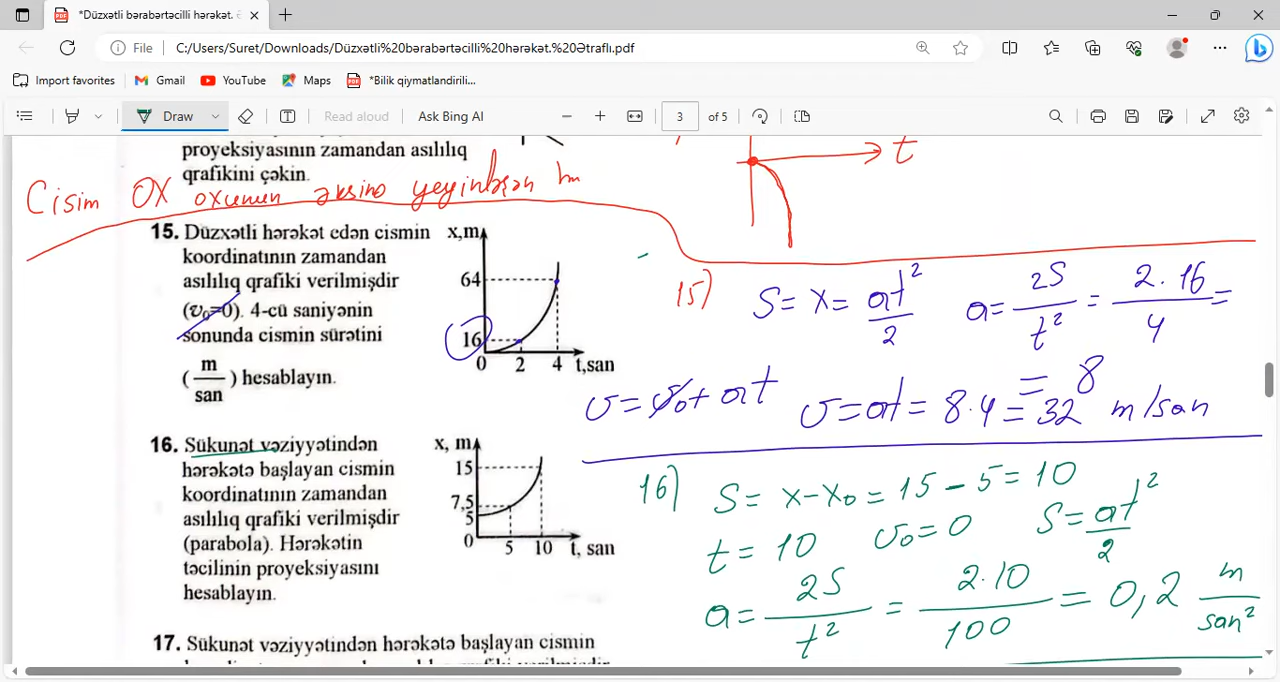 *Düzxətli bərabərtəcilli hərəkət.
File C:/Users/Suret/Downloads/Düzxətli%20bərabərtəcilli%20hərəkət.%20Ətraflı.pdf
Import favorites Gmail YouTube Maps *Bilik qiymətləndirili...
Draw Read aloud Ask Bing AI 3 of 5
proyeksiyasının zamandan asılılıq
qrafikini çəkin.
t
Cisim OX oxunun əksinə yeyinləşən
15. Düzxətli hərəkət edən cismin
koordinatının zamandan
asılılıq qrafiki verilmişdir
(v₀=0). 4-cü saniyənin
sonunda cismin sürətini
(m/san) hesablayın.
x,m
64
16
0 2 4 t,san
15) S = x = at²/2 a = 2S/t² = 2·16/4 =
= 8
v = v₀ + at v = at = 8·4 = 32 m/san
16. Sükunət vəziyyətindən
hərəkətə başlayan cismin
koordinatının zamandan
asılılıq qrafiki verilmişdir
(parabola). Hərəkətin
təcilinin proyeksiyasını
hesablayın.
x, m
15
7,5
5
0 5 10 t, san
16) S = x - x₀ = 15 - 5 = 10
t = 10 v₀ = 0 S = at²/2
a = 2S/t² = 2·10/100 = 0,2 m/san²
17. Sükunət vəziyyətindən hərəkətə başlayan cismin